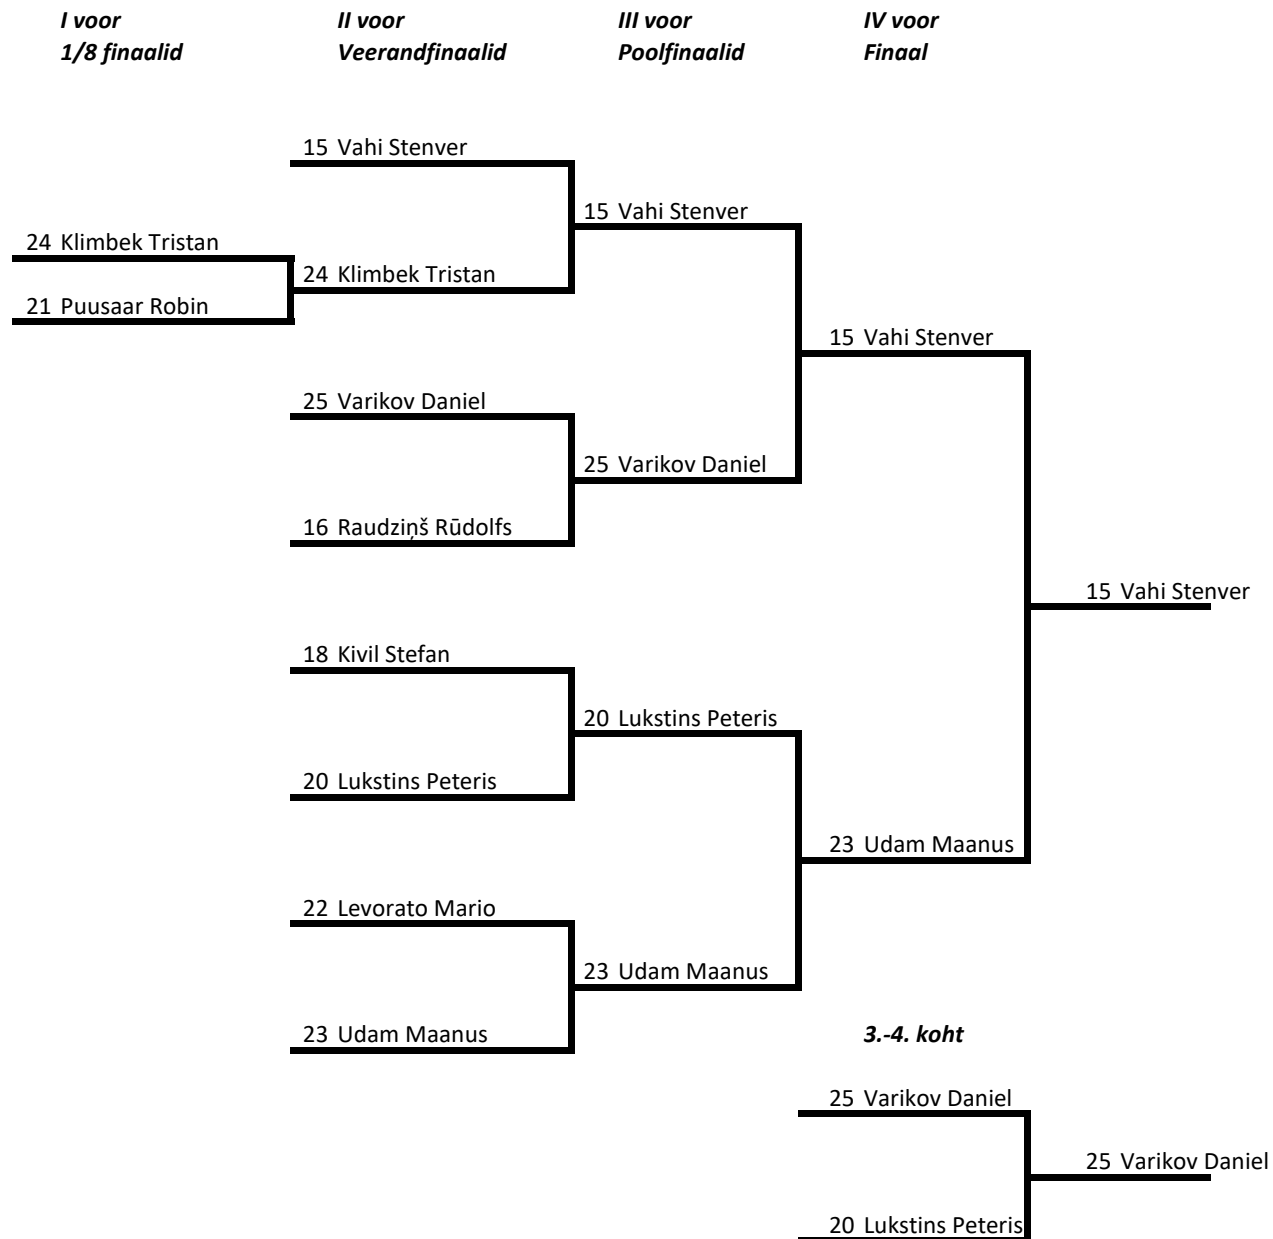 I voor
1/8 finaalid
II voor
Veerandfinaalid
III voor
Poolfinaalid
IV voor
Finaal
15 Vahi Stenver
15 Vahi Stenver
24 Klimbek Tristan
24 Klimbek Tristan
21 Puusaar Robin
15 Vahi Stenver
25 Varikov Daniel
25 Varikov Daniel
16 Raudziņš Rūdolfs
15 Vahi Stenver
18 Kivil Stefan
20 Lukstins Peteris
20 Lukstins Peteris
23 Udam Maanus
22 Levorato Mario
23 Udam Maanus
23 Udam Maanus
3.-4. koht
25 Varikov Daniel
25 Varikov Daniel
20 Lukstins Peteris